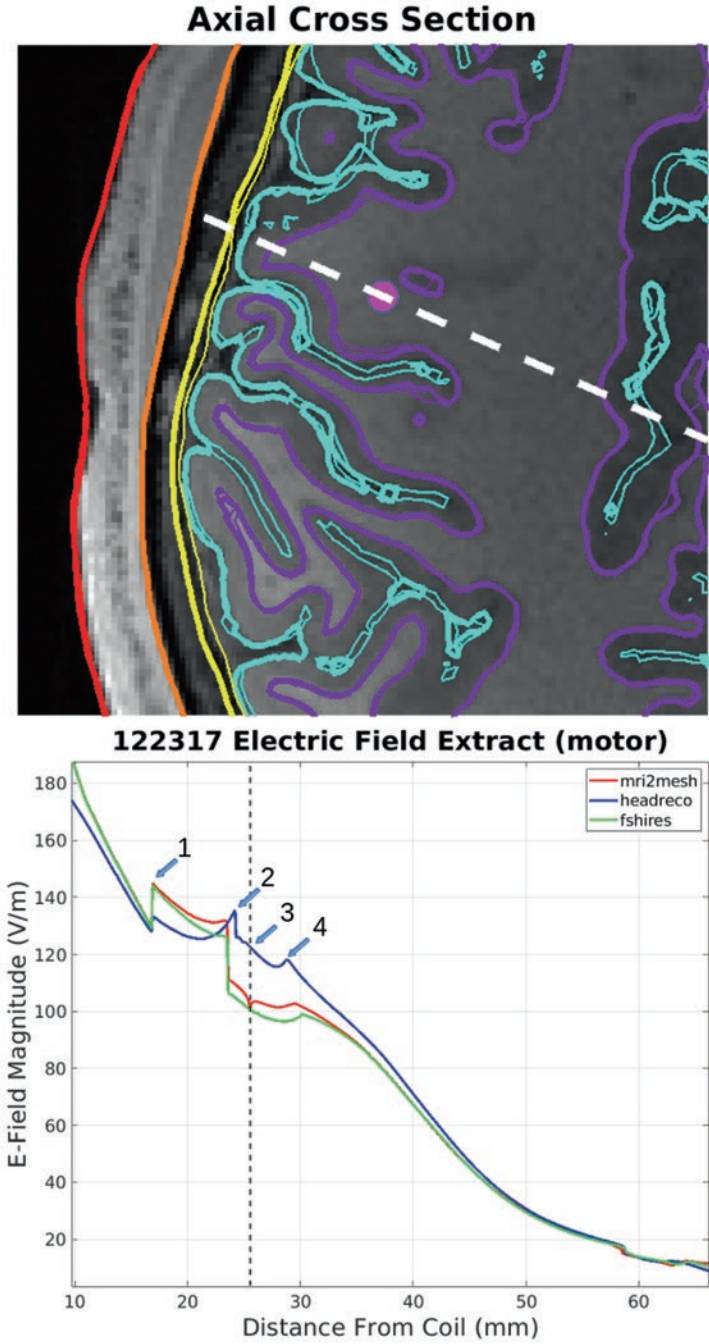 Axial Cross Section
122317 Electric Field Extract (motor)
E-Field Magnitude (V/m)
180
160
140
120
100
80
60
40
20
mri2mesh
headreco
fshires
1
2
3
4
10
20
30
40
50
60
Distance From Coil (mm)